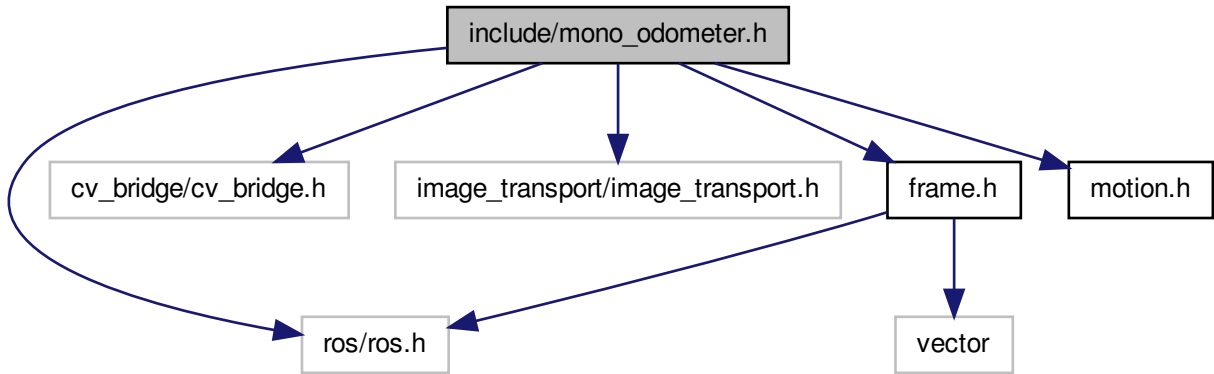 include/mono_odometer.h
cv_bridge/cv_bridge.h
image_transport/image_transport.h
frame.h
motion.h
ros/ros.h
vector